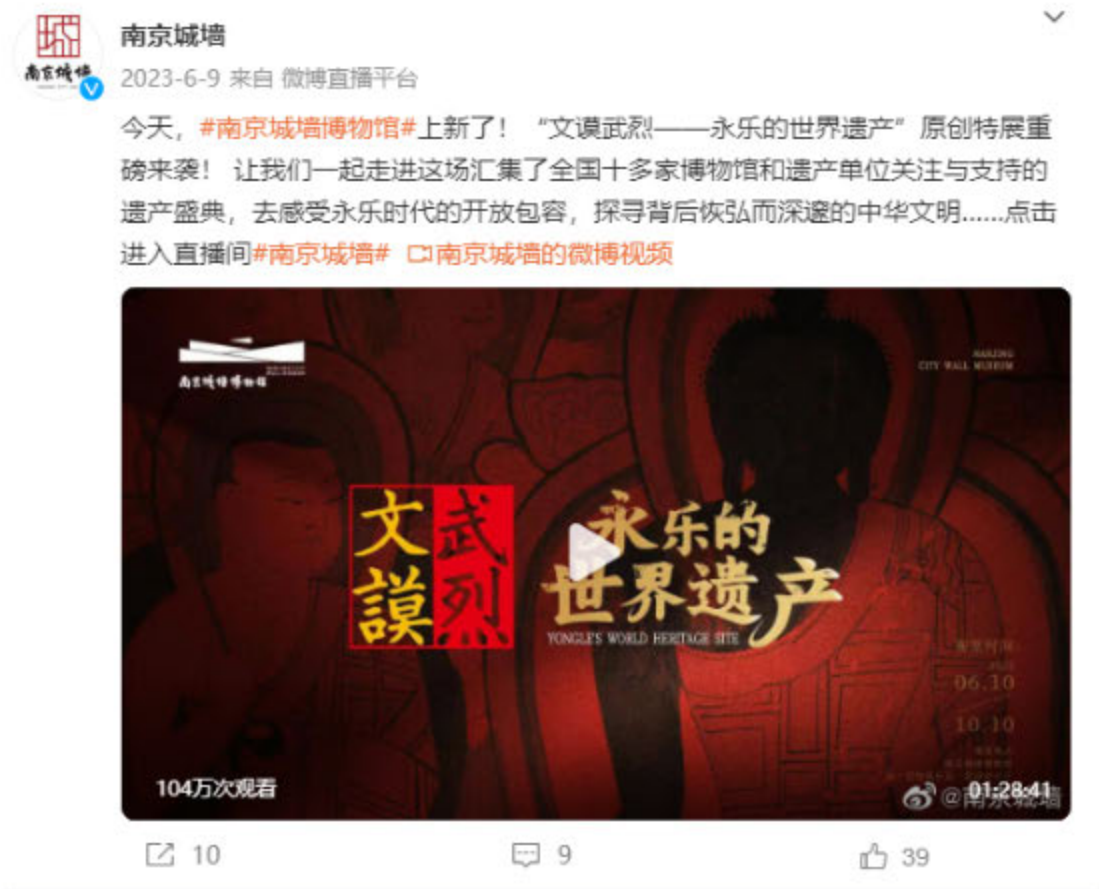 南京城墙
南京城墙
2023-6-9 来自 微博直播平台
今天，#南京城墙博物馆#上新了！“文谟武烈——永乐的世界遗产”原创特展重
磅来袭！ 让我们一起走进这场汇集了全国十多家博物馆和遗产单位关注与支持的
遗产盛典，去感受永乐时代的开放包容，探寻背后恢弘而深邃的中华文明......点击
进入直播间#南京城墙# 南京城墙的微博视频
南京城墙博物馆
NANJING
CITY WALL MUSEUM
文謨
武烈
永乐的
世界遗产
YONGLE'S WORLD HERITAGE SITE
06.10
10.10
104万次观看
01:28:41
@南京城墙
10
9
39